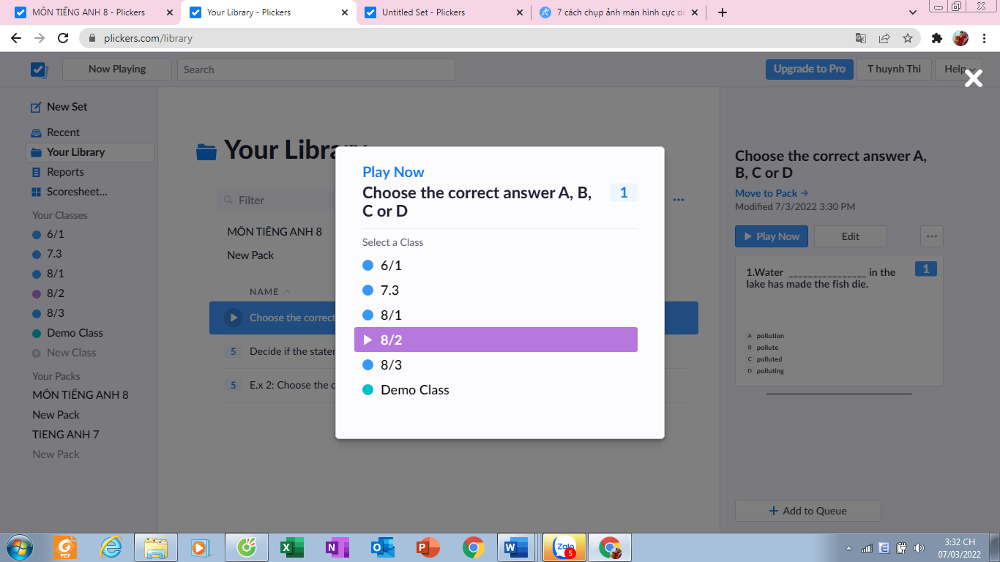 MÔN TIẾNG ANH 8 - Plickers
Your Library - Plickers
Untitled Set - Plickers
7 cách chụp ảnh màn hình cực
plickers.com/library
Now Playing
Search
Upgrade to Pro
T huynh Thi
Help
New Set
Recent
Your Library
Reports
Scoresheet...
Your Classes
6/1
7.3
8/1
8/2
8/3
Demo Class
New Class
Your Packs
MÔN TIẾNG ANH 8
New Pack
TIENG ANH 7
New Pack
Your Library
Filter
MÔN TIẾNG ANH 8
New Pack
NAME
Choose the correct
5 Decide if the
5 E.x 2: Choose the
Play Now
Choose the correct answer A, B, 1
C or D
Select a Class
6/1
7.3
8/1
8/2
8/3
Demo Class
Choose the correct answer A,
B, C or D
Move to Pack →
Modified 7/3/2022 3:30 PM
Play Now
Edit
1.Water ________________ in the 1
lake has made the fish die.
A pollution
B pollute
C polluted
D polluting
+ Add to Queue
PDF
Zalo
5
3:32 CH
07/03/2022